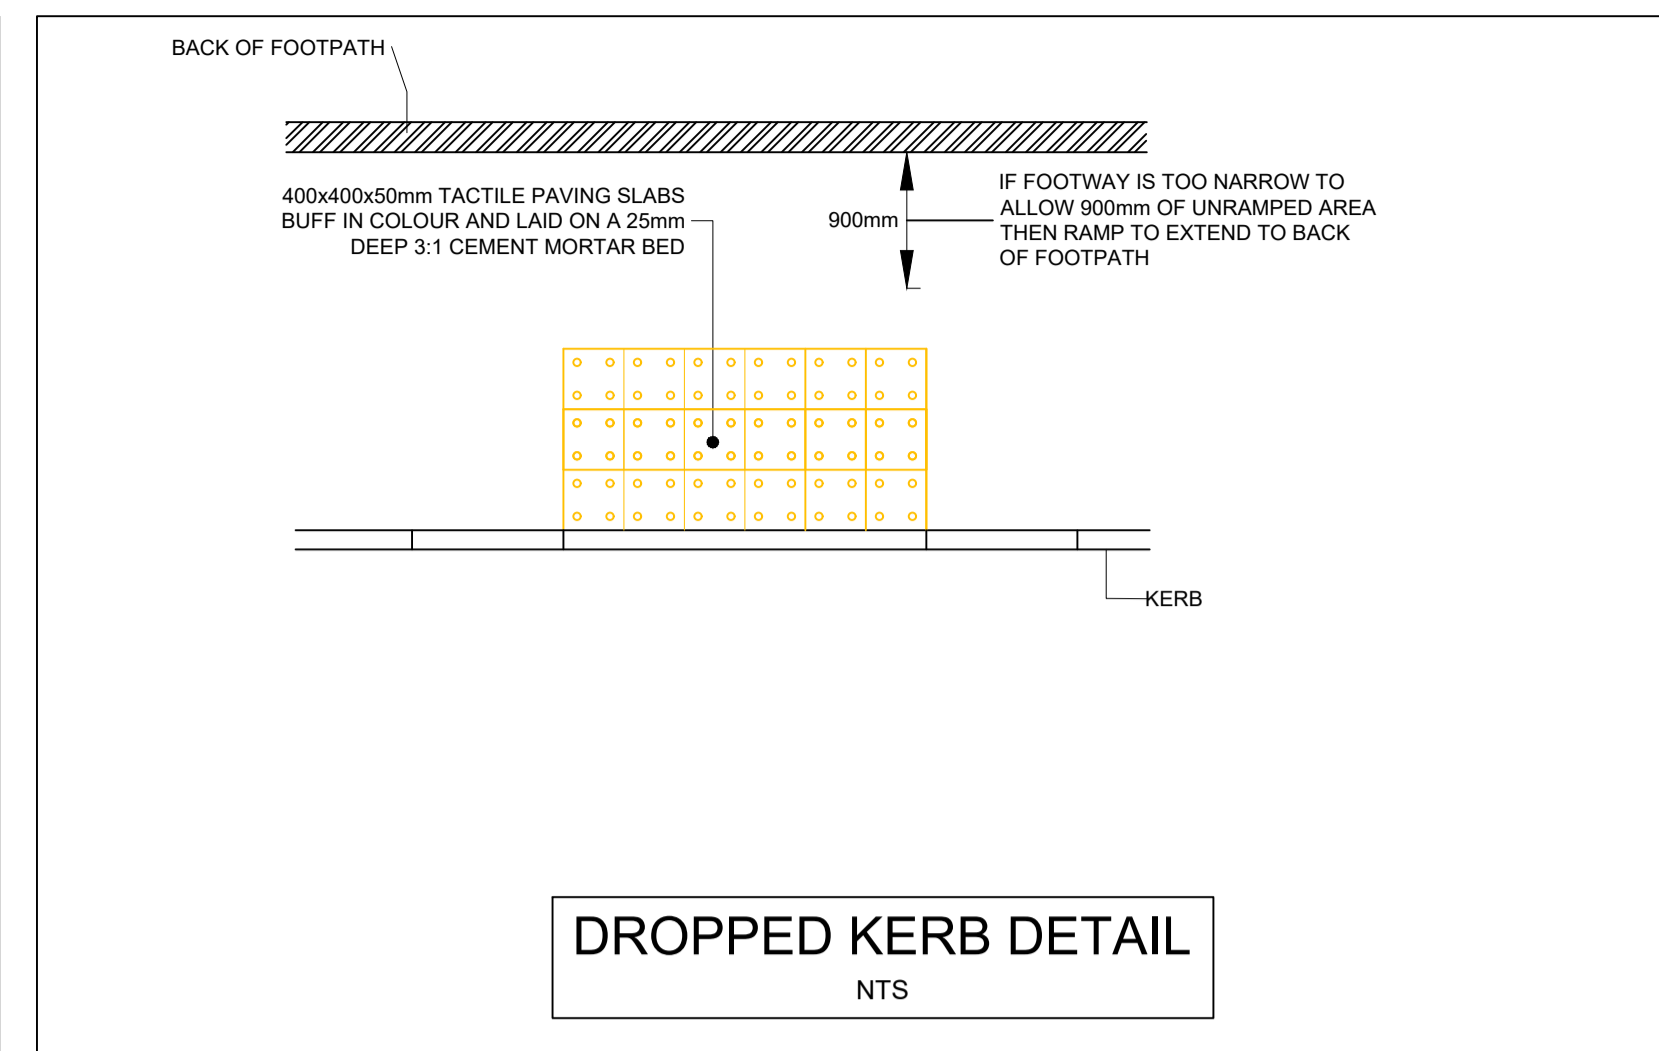 BACK OF FOOTPATH
400x400x50mm TACTILE PAVING SLABS
BUFF IN COLOUR AND LAID ON A 25mm
DEEP 3:1 CEMENT MORTAR BED
900mm
IF FOOTWAY IS TOO NARROW TO
ALLOW 900mm OF UNRAMPED AREA
THEN RAMP TO EXTEND TO BACK
OF FOOTPATH
KERB
DROPPED KERB DETAIL
NTS